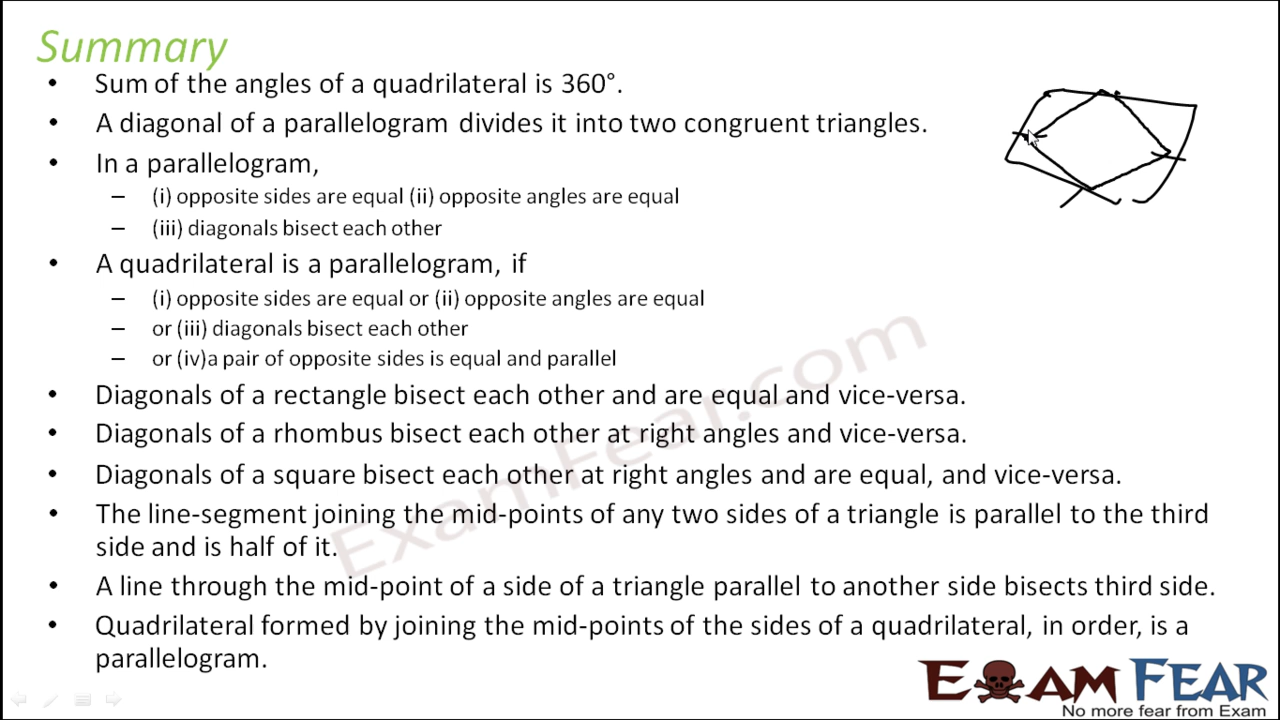 Summary
• Sum of the angles of a quadrilateral is 360°.
• A diagonal of a parallelogram divides it into two congruent triangles.
• In a parallelogram,
– (i) opposite sides are equal (ii) opposite angles are equal
– (iii) diagonals bisect each other
• A quadrilateral is a parallelogram, if
– (i) opposite sides are equal or (ii) opposite angles are equal
– or (iii) diagonals bisect each other
– or (iv)a pair of opposite sides is equal and parallel
• Diagonals of a rectangle bisect each other and are equal and vice-versa.
• Diagonals of a rhombus bisect each other at right angles and vice-versa.
• Diagonals of a square bisect each other at right angles and are equal, and vice-versa.
• The line-segment joining the mid-points of any two sides of a triangle is parallel to the third
side and is half of it.
• A line through the mid-point of a side of a triangle parallel to another side bisects third side.
• Quadrilateral formed by joining the mid-points of the sides of a quadrilateral, in order, is a
parallelogram.
ExamFear.com
EXAM FEAR
No more fear from Exam